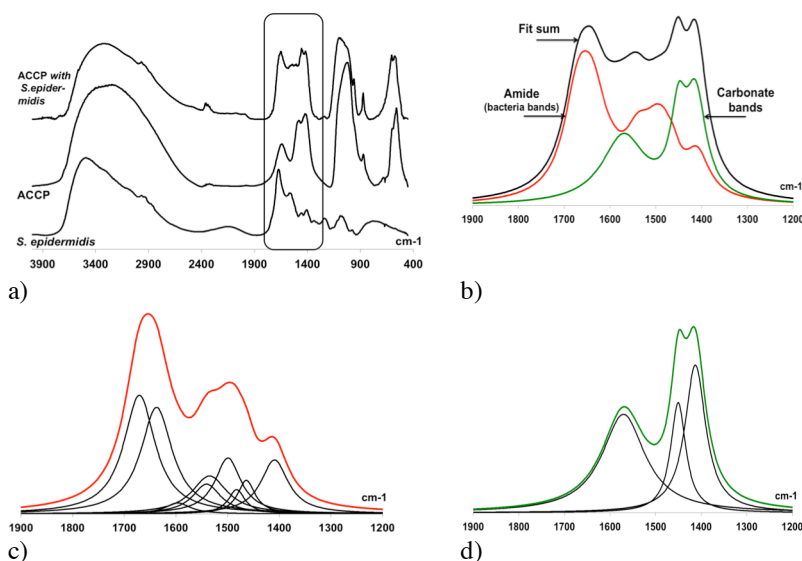 ACCP with
S.epider-
midis
ACCP
S. epidermidis
cm-1
3900 3400 2900 2400 1900 1400 900 445
a)
Fit sum
Amide
(bacteria bands)
Carbonate
bands
cm-1
1900 1800 1700 1600 1500 1400 1300 1200
b)
cm-1
1900 1800 1700 1600 1500 1400 1300 1200
c)
cm-1
1900 1800 1700 1600 1500 1400 1300 1200
d)